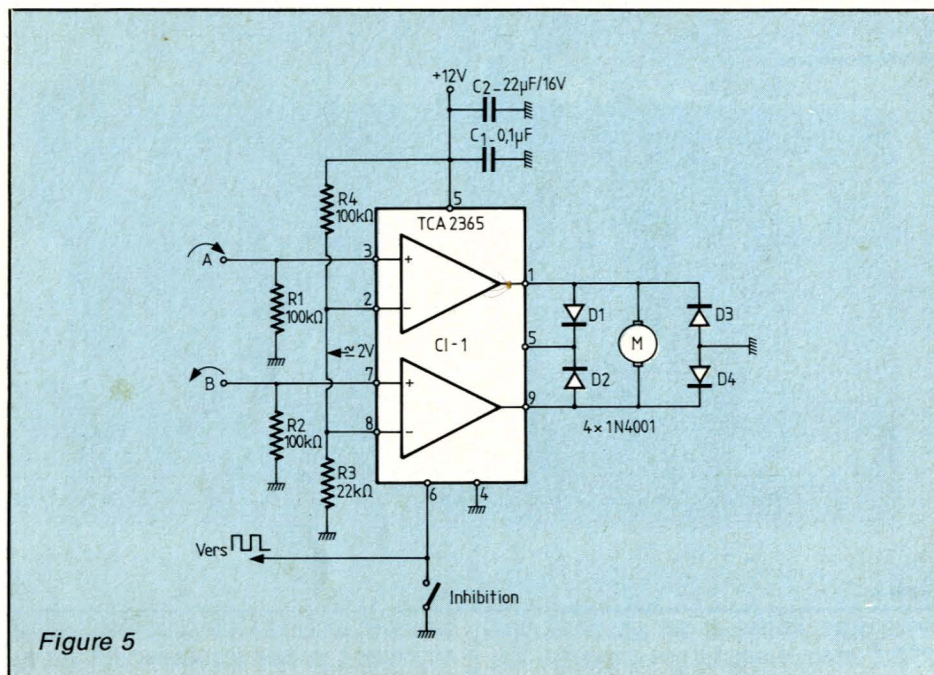 +12V
C2_22µF/16V
C1_0,1µF
R4
100kΩ
5
TCA 2365
A
3
+
1
R1
100kΩ
2
−
D1
D3
5
M
≃2V
CI-1
B
7
+
D2
D4
R2
100kΩ
8
−
9
4×1N4001
R3
22kΩ
6
4
Vers
Inhibition
Figure 5